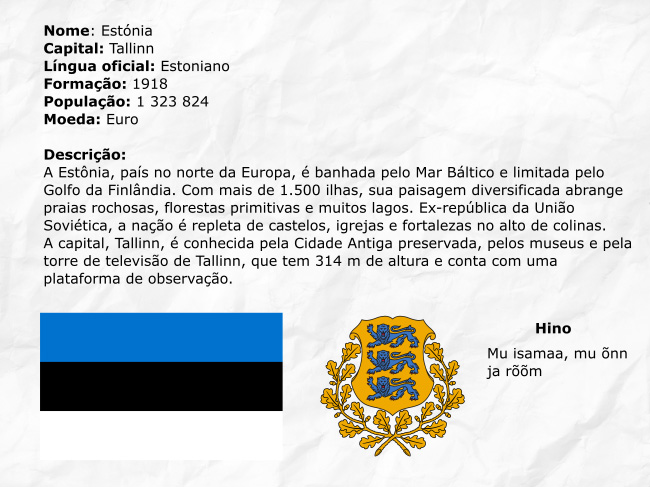 Nome: Estónia
Capital: Tallinn
Língua oficial: Estoniano
Formação: 1918
População: 1 323 824
Moeda: Euro
Descrição:
A Estônia, país no norte da Europa, é banhada pelo Mar Báltico e limitada pelo
Golfo da Finlândia. Com mais de 1.500 ilhas, sua paisagem diversificada abrange
praias rochosas, florestas primitivas e muitos lagos. Ex-república da União
Soviética, a nação é repleta de castelos, igrejas e fortalezas no alto de colinas.
A capital, Tallinn, é conhecida pela Cidade Antiga preservada, pelos museus e pela
torre de televisão de Tallinn, que tem 314 m de altura e conta com uma
plataforma de observação.
Hino
Mu isamaa, mu õnn
ja rõõm